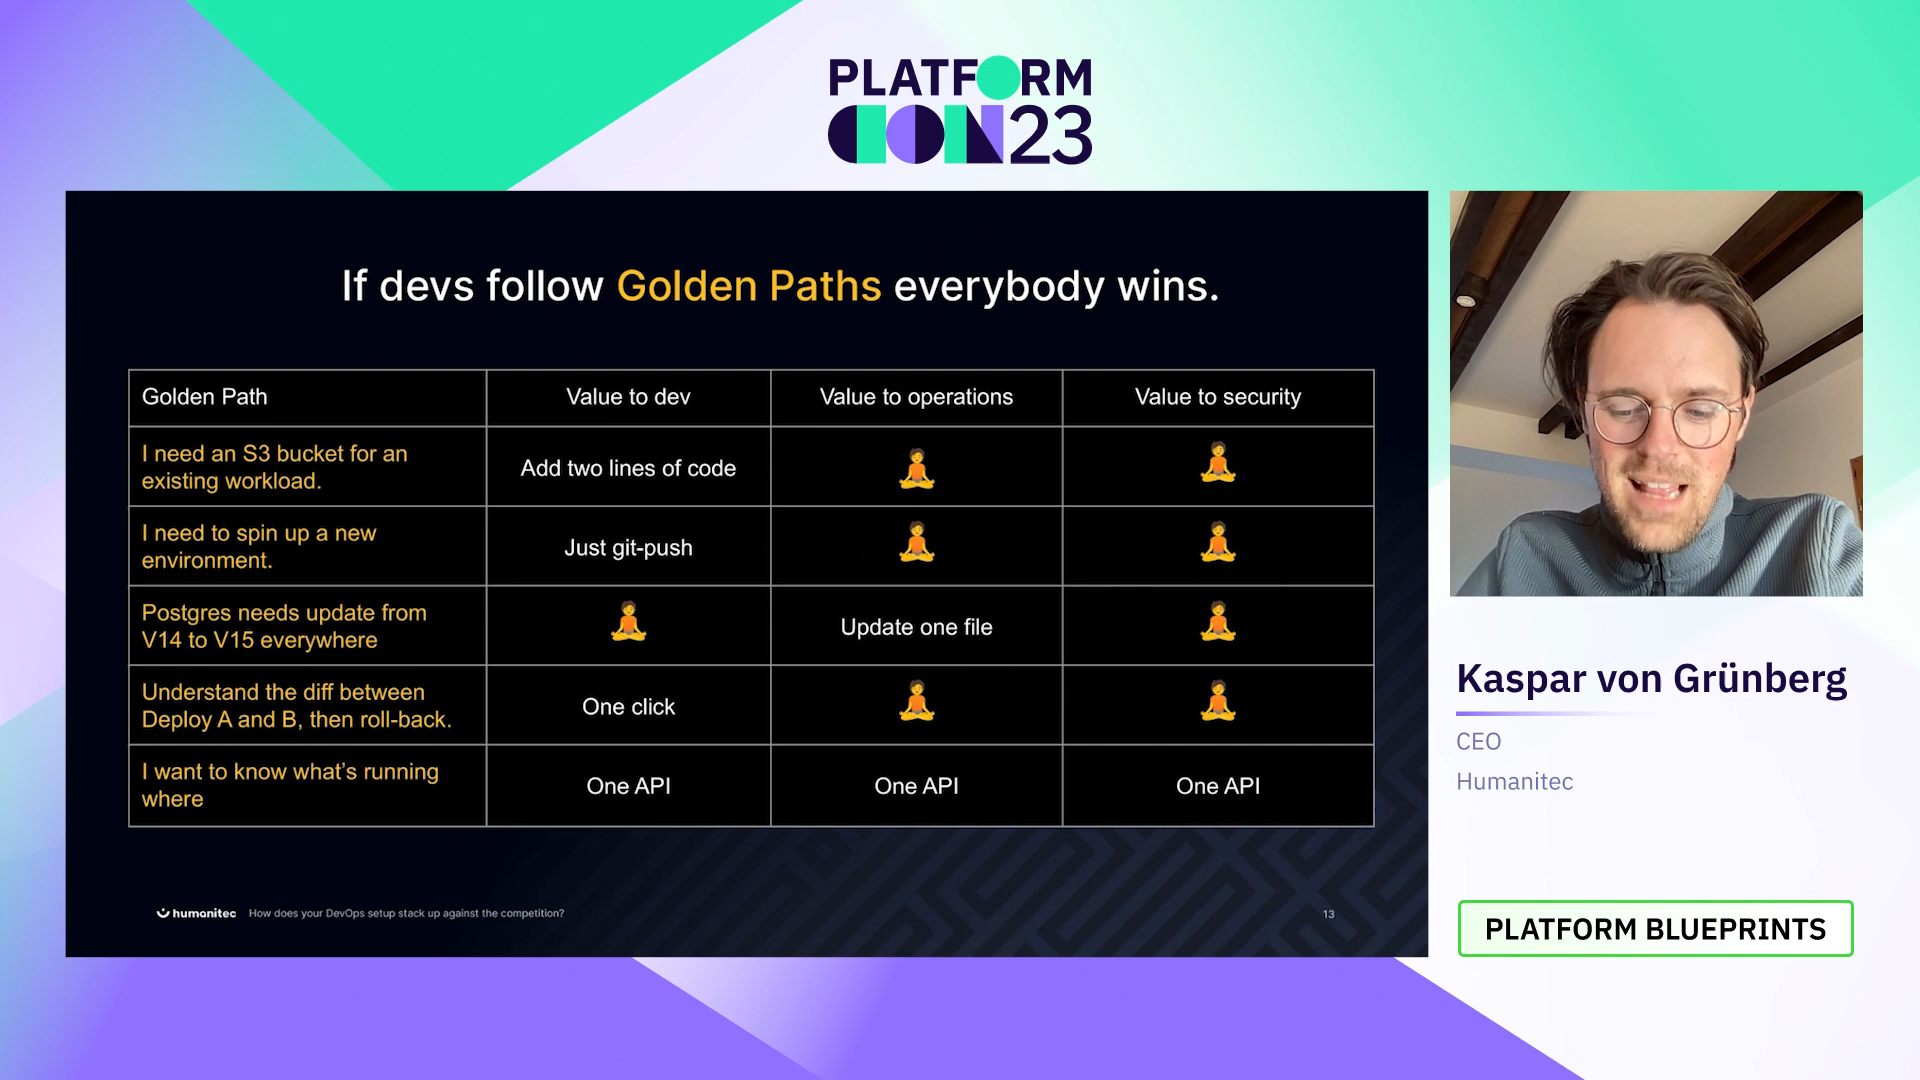 PLATFORM
CON23
If devs follow Golden Paths everybody wins.
Golden Path
Value to dev
Value to operations
Value to security
I need an S3 bucket for an
existing workload.
Add two lines of code
I need to spin up a new
environment.
Just git-push
Postgres needs update from
V14 to V15 everywhere
Update one file
Understand the diff between
Deploy A and B, then roll-back.
One click
I want to know what’s running
where
One API
One API
One API
humanitec
How does your DevOps setup stack up against the competition?
13
Kaspar von Grünberg
CEO
Humanitec
PLATFORM BLUEPRINTS